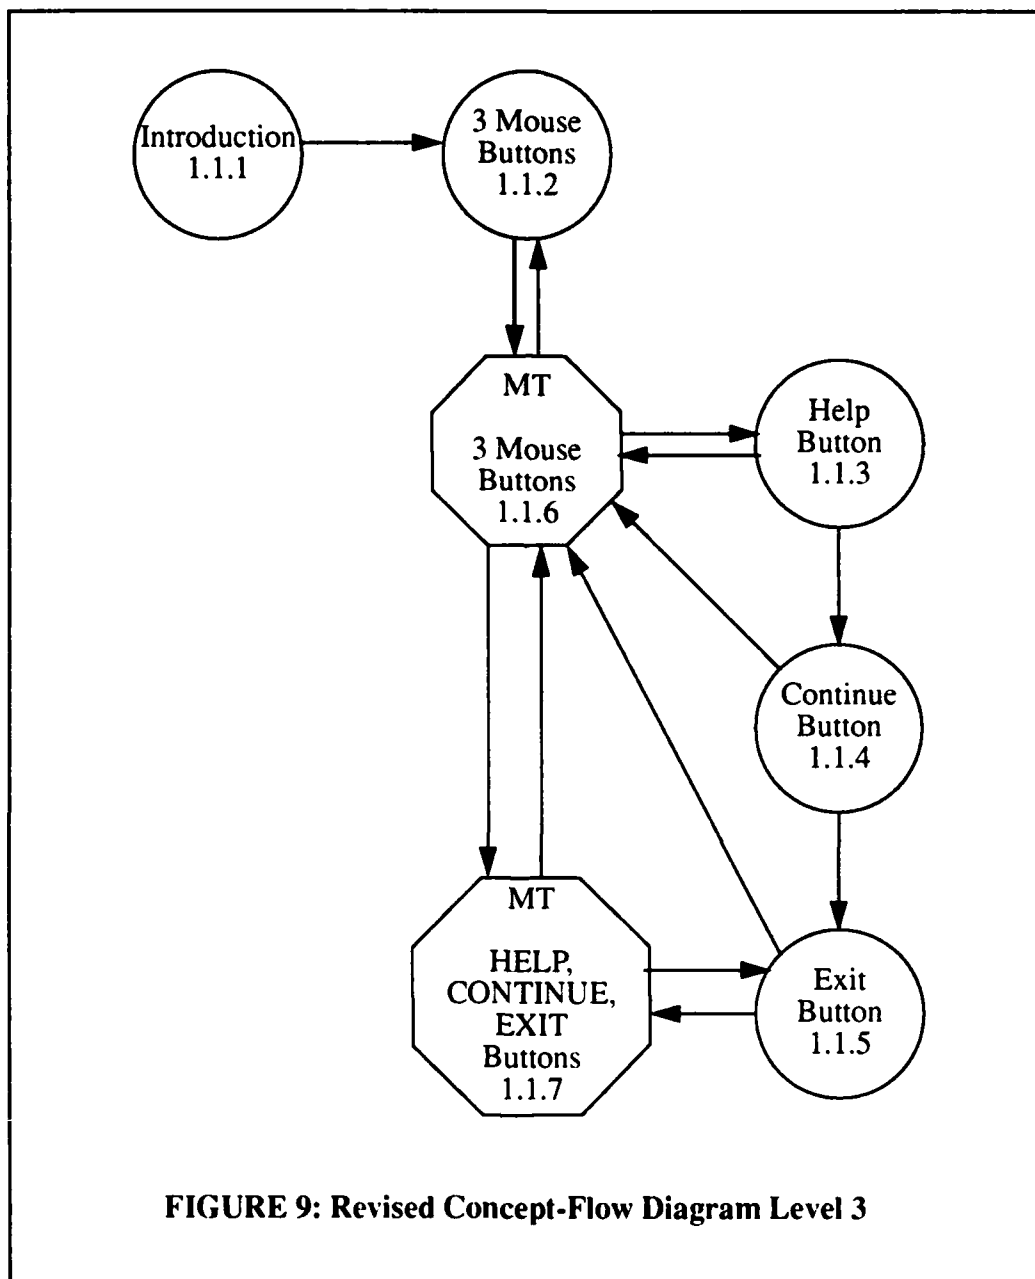 Introduction
1.1.1
3 Mouse
Buttons
1.1.2
MT
3 Mouse
Buttons
1.1.6
Help
Button
1.1.3
Continue
Button
1.1.4
MT
HELP,
CONTINUE,
EXIT
Buttons
1.1.7
Exit
Button
1.1.5
FIGURE 9: Revised Concept-Flow Diagram Level 3